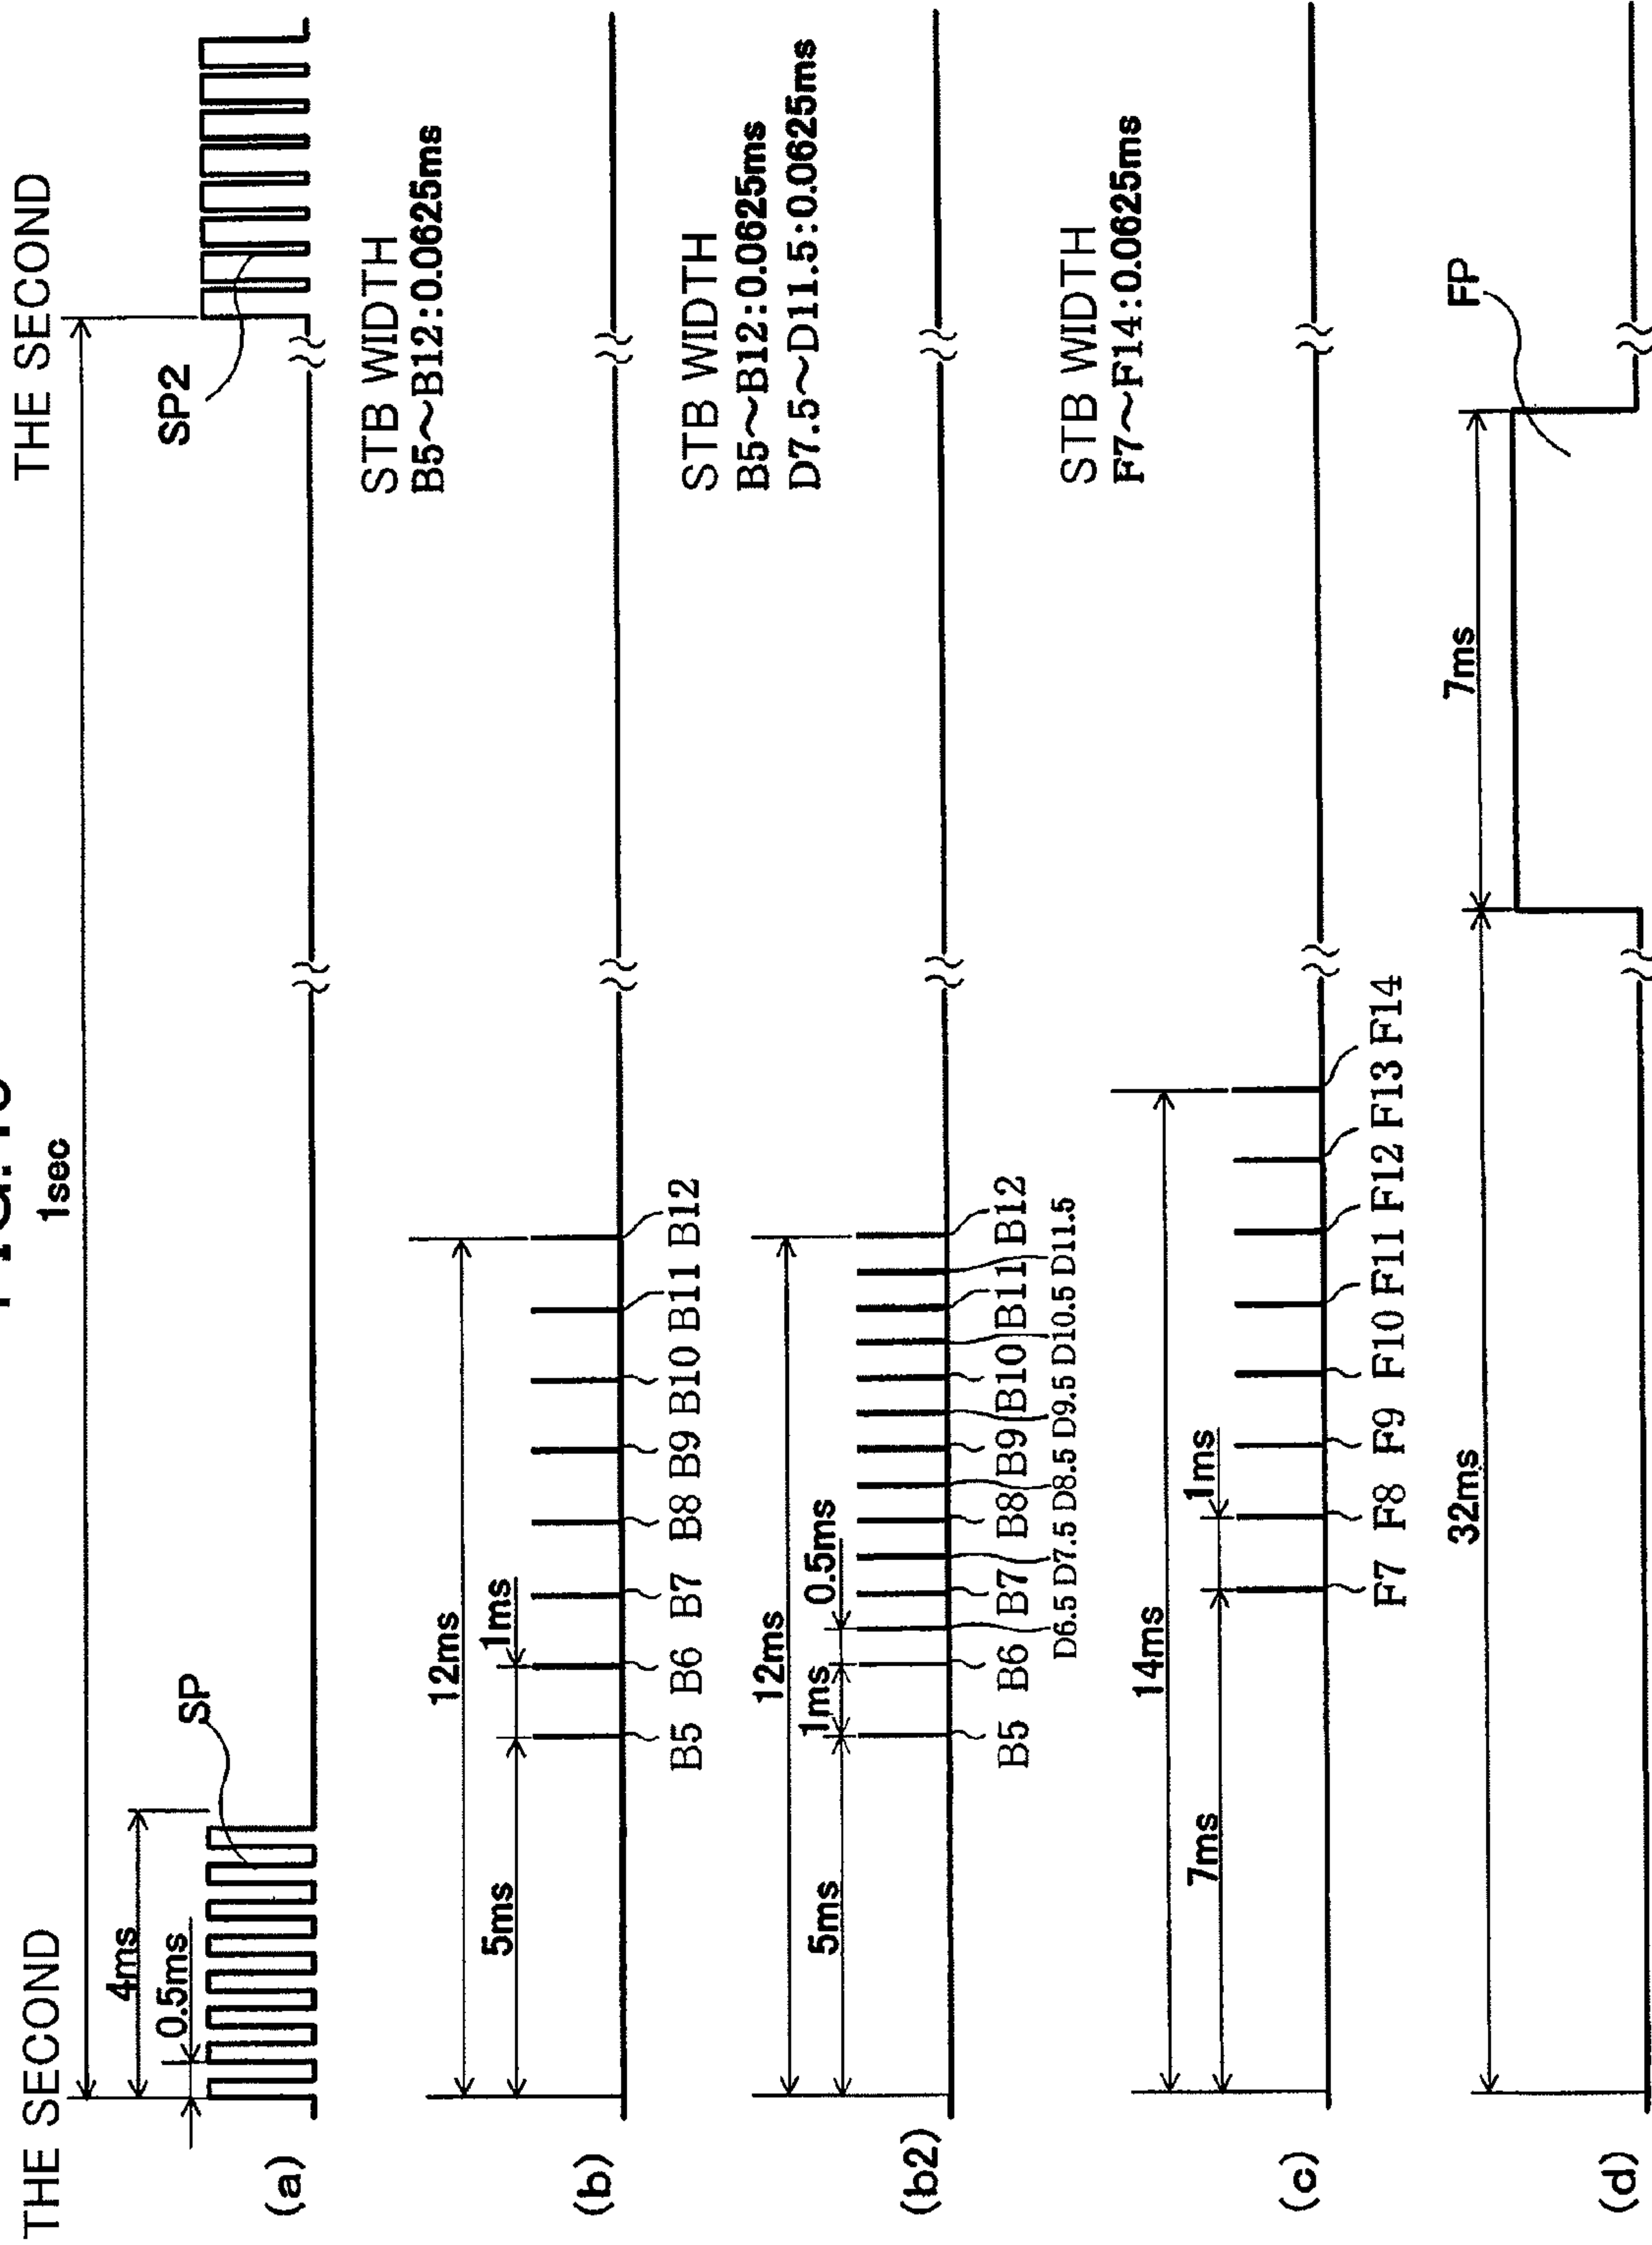 1sec
THE SECOND
THE SECOND
(a)
4ms
0.5ms
SP
SP2
STB WIDTH
B5~B12:0.0625ms
(b)
12ms
5ms
1ms
B5 B6 B7 B8 B9 B10 B11 B12
STB WIDTH
B5~B12:0.0625ms
D7.5~D11.5:0.0625ms
(b2)
12ms
5ms
1ms
0.5ms
B5 B6 B7 B8 B9 B10 B11 B12
D6.5 D7.5 D8.5 D9.5 D10.5 D11.5
STB WIDTH
F7~F14:0.0625ms
(c)
14ms
7ms
1ms
F7 F8 F9 F10 F11 F12 F13 F14
(d)
32ms
7ms
FP